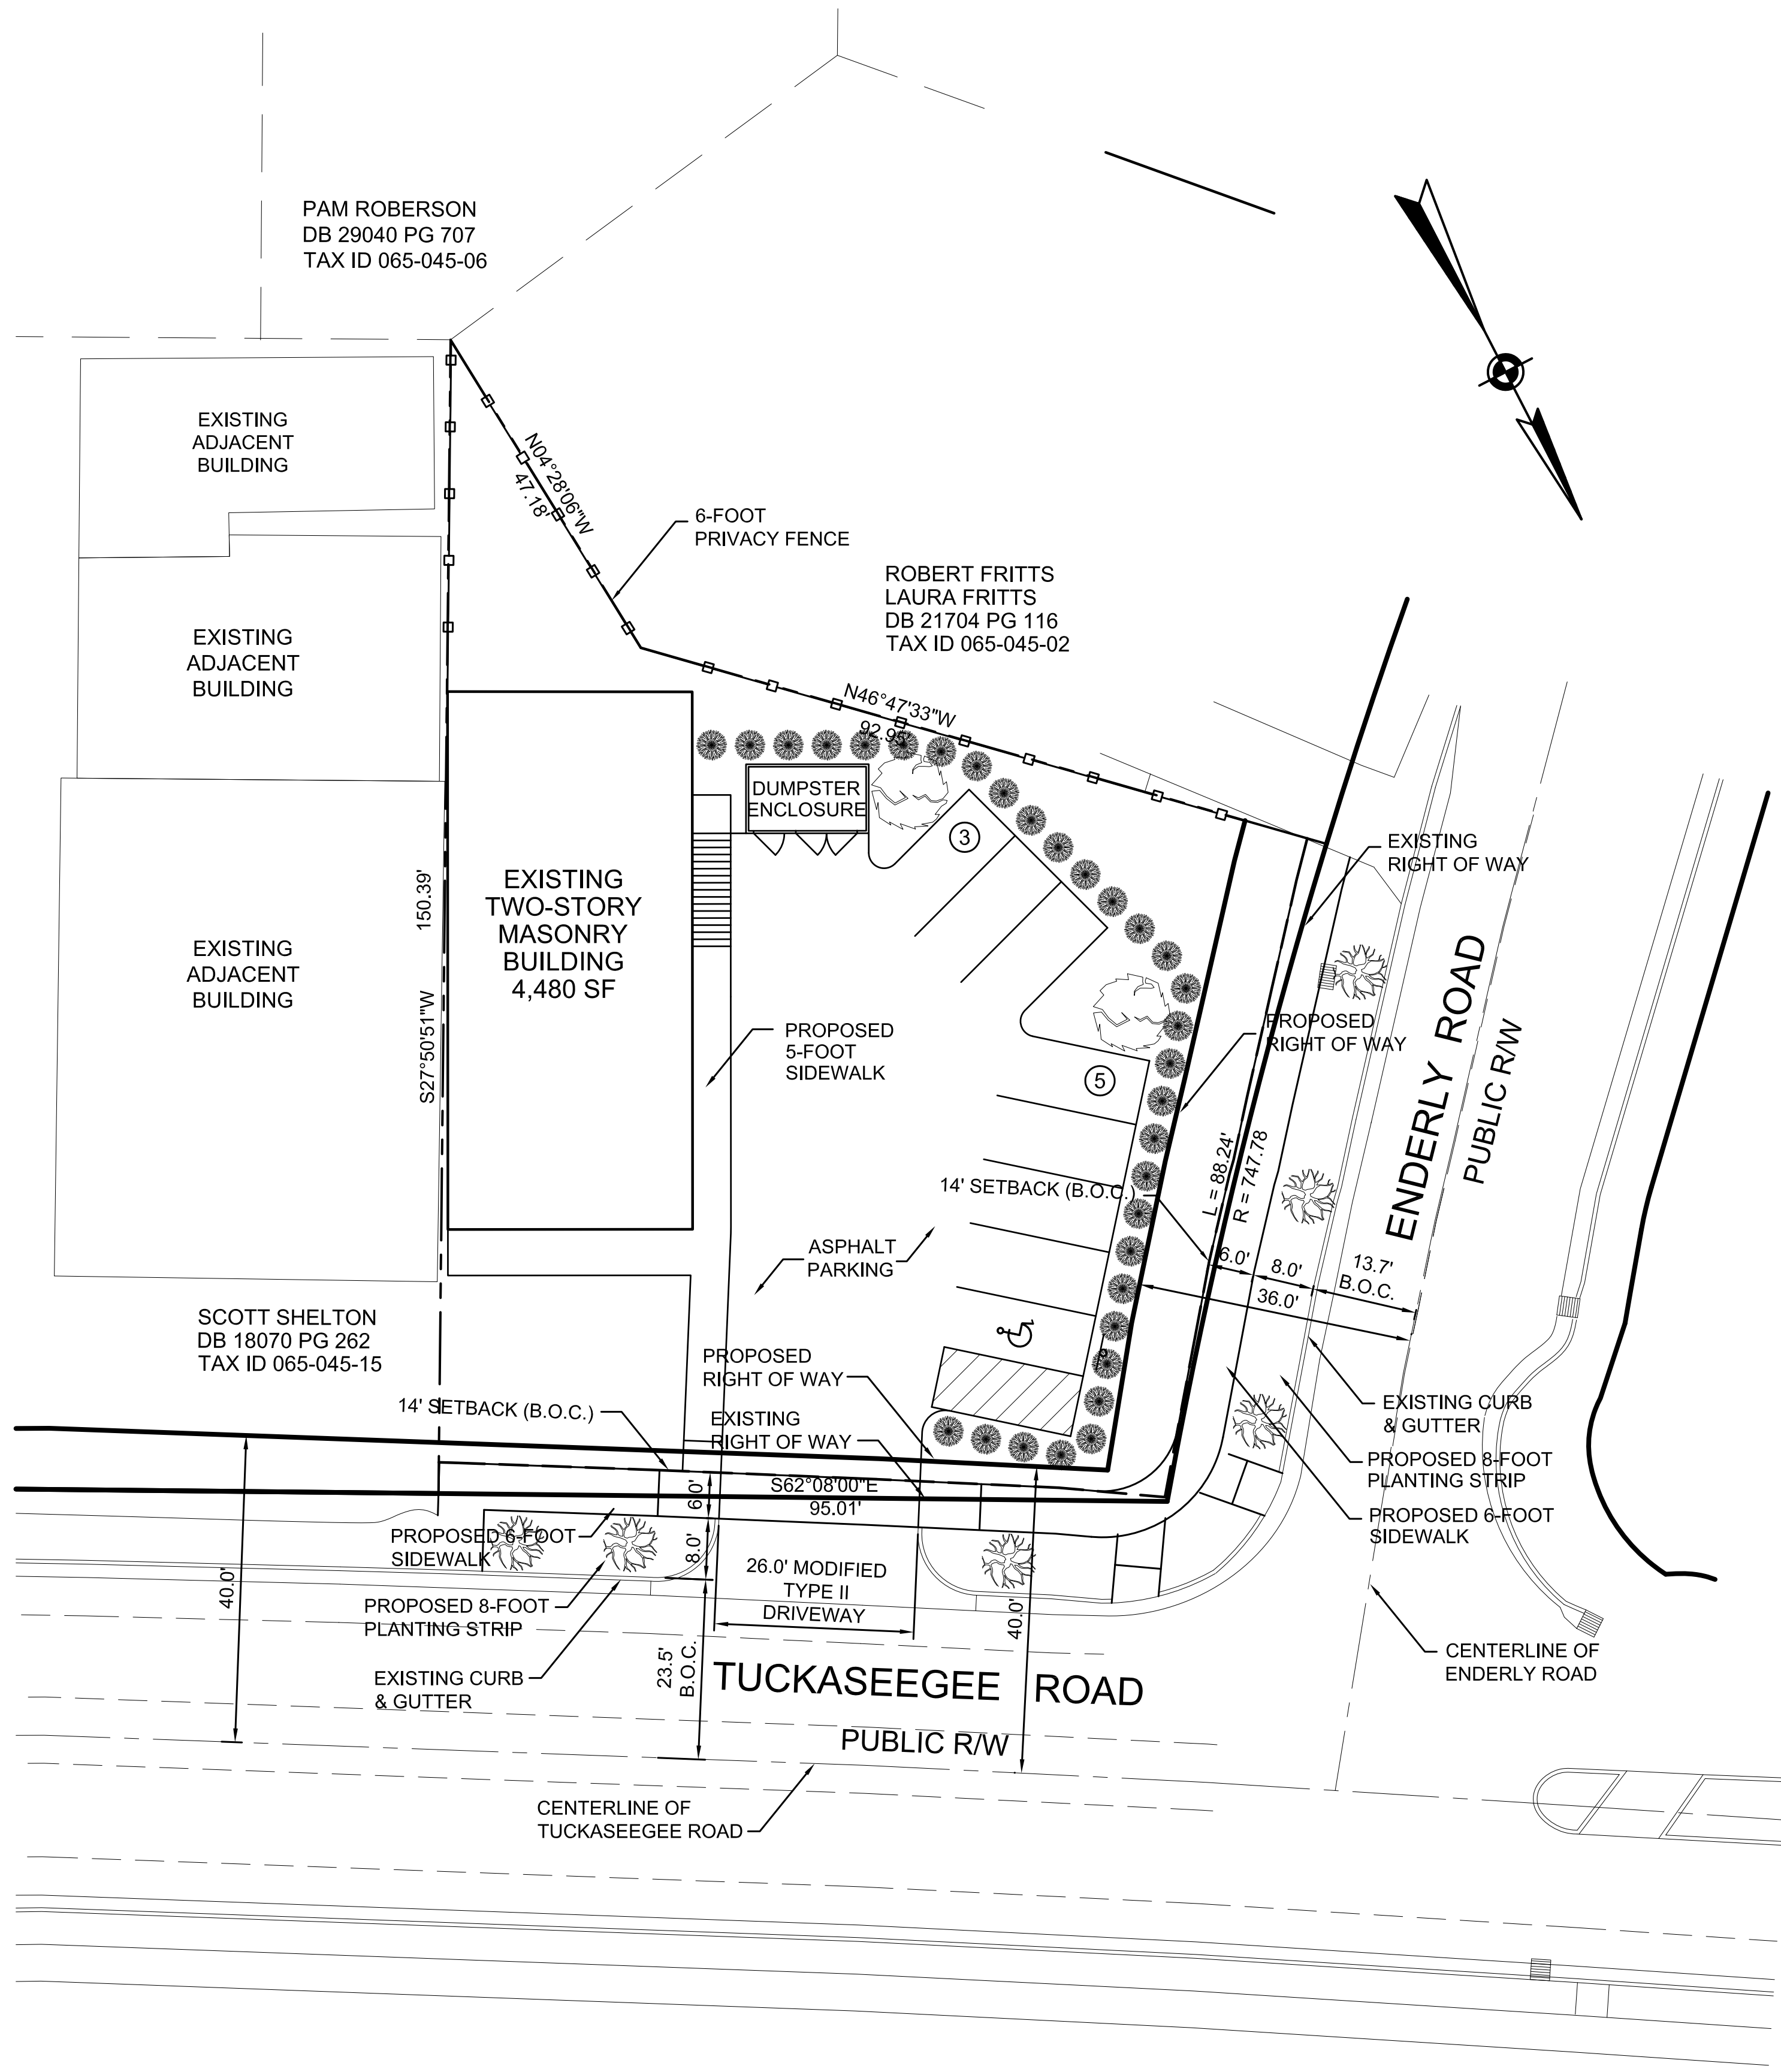 PAM ROBERSON
DB 29040 PG 707
TAX ID 065-045-06
EXISTING
ADJACENT
BUILDING
N04°28'06"W
47.18'
6-FOOT
PRIVACY FENCE
ROBERT FRITTS
LAURA FRITTS
DB 21704 PG 116
TAX ID 065-045-02
EXISTING
ADJACENT
BUILDING
N46°47'33"W
92.95'
DUMPSTER
ENCLOSURE
3
EXISTING
RIGHT OF WAY
EXISTING
TWO-STORY
MASONRY
BUILDING
4,480 SF
150.39'
S27°50'51"W
EXISTING
ADJACENT
BUILDING
PROPOSED
5-FOOT
SIDEWALK
PROPOSED
RIGHT OF WAY
ENDERLY ROAD
PUBLIC R/W
5
14' SETBACK (B.O.C.)
L = 88.24'
R = 747.78
ASPHALT
PARKING
6.0'
8.0'
13.7'
B.O.C.
36.0'
SCOTT SHELTON
DB 18070 PG 262
TAX ID 065-045-15
PROPOSED
RIGHT OF WAY
14' SETBACK (B.O.C.)
EXISTING
RIGHT OF WAY
EXISTING CURB
& GUTTER
PROPOSED 8-FOOT
PLANTING STRIP
PROPOSED 6-FOOT
SIDEWALK
S62°08'00"E
95.01'
6.0'
8.0'
PROPOSED 6-FOOT
SIDEWALK
40.0'
26.0' MODIFIED
TYPE II
DRIVEWAY
PROPOSED 8-FOOT
PLANTING STRIP
40.0'
EXISTING CURB
& GUTTER
23.5'
B.O.C.
TUCKASEEGEE ROAD
PUBLIC R/W
CENTERLINE OF
ENDERLY ROAD
CENTERLINE OF
TUCKASEEGEE ROAD